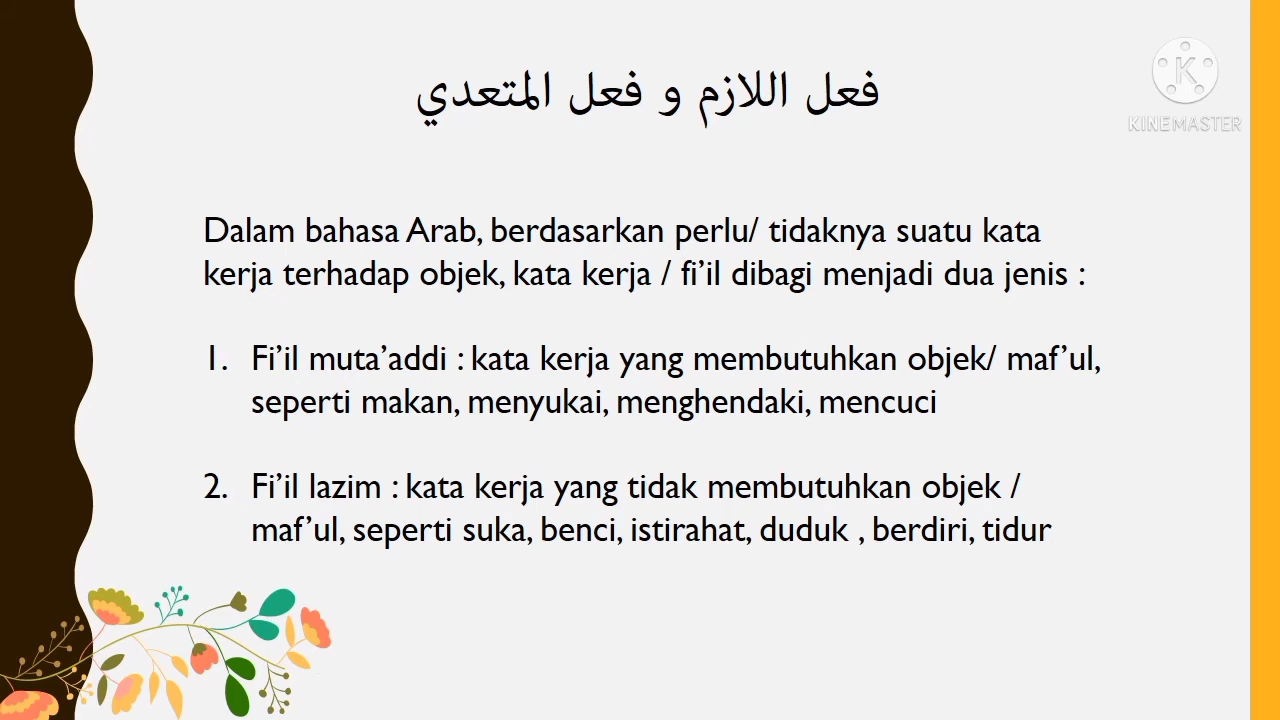 فعل اللازم و فعل المتعدي
K
KINEMASTER
Dalam bahasa Arab, berdasarkan perlu/ tidaknya suatu kata
kerja terhadap objek, kata kerja / fi’il dibagi menjadi dua jenis :
1. Fi’il muta’addi : kata kerja yang membutuhkan objek/ maf’ul,
seperti makan, menyukai, menghendaki, mencuci
2. Fi’il lazim : kata kerja yang tidak membutuhkan objek /
maf’ul, seperti suka, benci, istirahat, duduk , berdiri, tidur